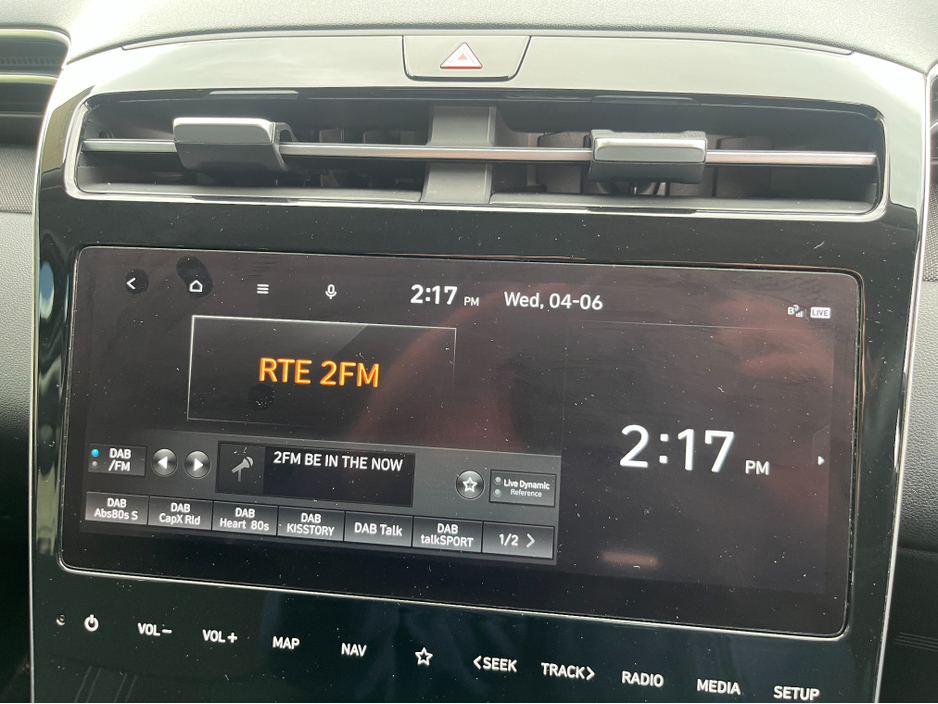 2:17 PM Wed, 04-06
B LIVE
RTE 2FM
2:17 PM
DAB
/FM
2FM BE IN THE NOW
Live Dynamic
Reference
DAB
Abs80s S
DAB
CapX Rld
DAB
Heart 80s
DAB
KISSTORY
DAB Talk
DAB
talkSPORT
1/2 >
VOL− VOL+ MAP NAV <SEEK TRACK> RADIO MEDIA SETUP